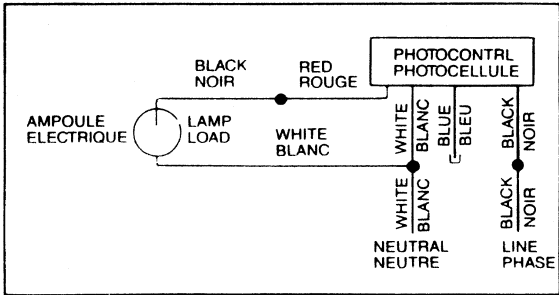 PHOTOCONTRL
PHOTOCELLULE
BLACK
NOIR
RED
ROUGE
AMPOULE
ELECTRIQUE
LAMP
LOAD
WHITE
BLANC
WHITE
BLANC
BLUE
BLEU
BLACK
NOIR
WHITE
BLANC
BLACK
NOIR
NEUTRAL
NEUTRE
LINE
PHASE